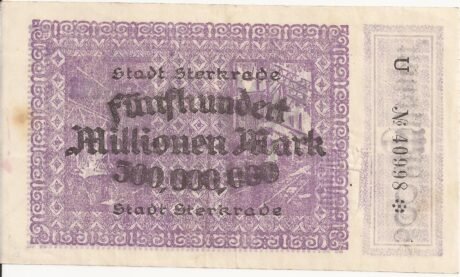 Stadt Sterkrade
Fünfhundert
Millionen Mark
500,000,000
Stadt Sterkrade
U № 40998 *